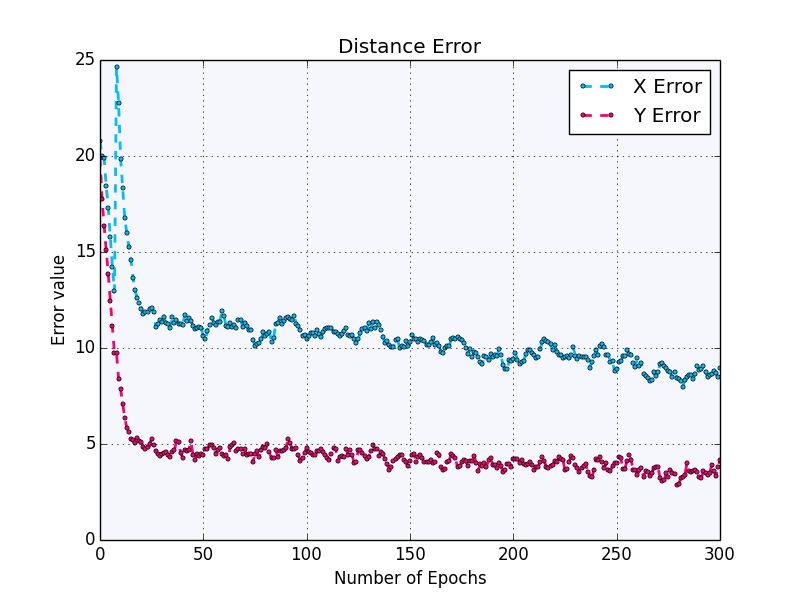 Distance Error
X Error
Y Error
Error value
25
20
15
10
5
0
0 50 100 150 200 250 300
Number of Epochs